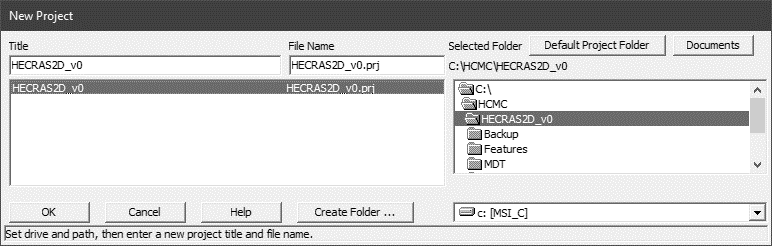 New Project
Title File Name Selected Folder Default Project Folder Documents
HECRAS2D_v0 HECRAS2D_v0.prj C:\HCMC\HECRAS2D_v0
HECRAS2D_v0 HECRAS2D_v0.prj
C:\
HCMC
HECRAS2D_v0
Backup
Features
MDT
OK Cancel Help Create Folder ... c: [MSI_C]
Set drive and path, then enter a new project title and file name.